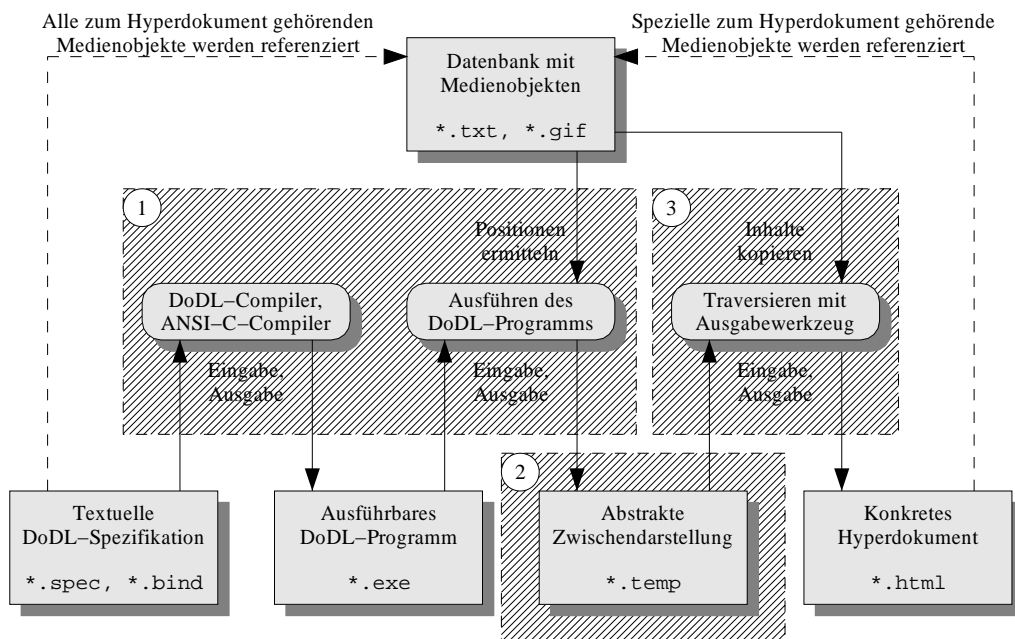 Alle zum Hyperdokument gehörenden
Medienobjekte werden referenziert
Spezielle zum Hyperdokument gehörende
Medienobjekte werden referenziert
Datenbank mit
Medienobjekten
*.txt, *.gif
1
3
Positionen
ermitteln
Inhalte
kopieren
DoDL–Compiler,
ANSI–C–Compiler
Ausführen des
DoDL–Programms
Traversieren mit
Ausgabewerkzeug
Eingabe,
Ausgabe
Eingabe,
Ausgabe
Eingabe,
Ausgabe
2
Textuelle
DoDL–Spezifikation
*.spec, *.bind
Ausführbares
DoDL–Programm
*.exe
Abstrakte
Zwischendarstellung
*.temp
Konkretes
Hyperdokument
*.html